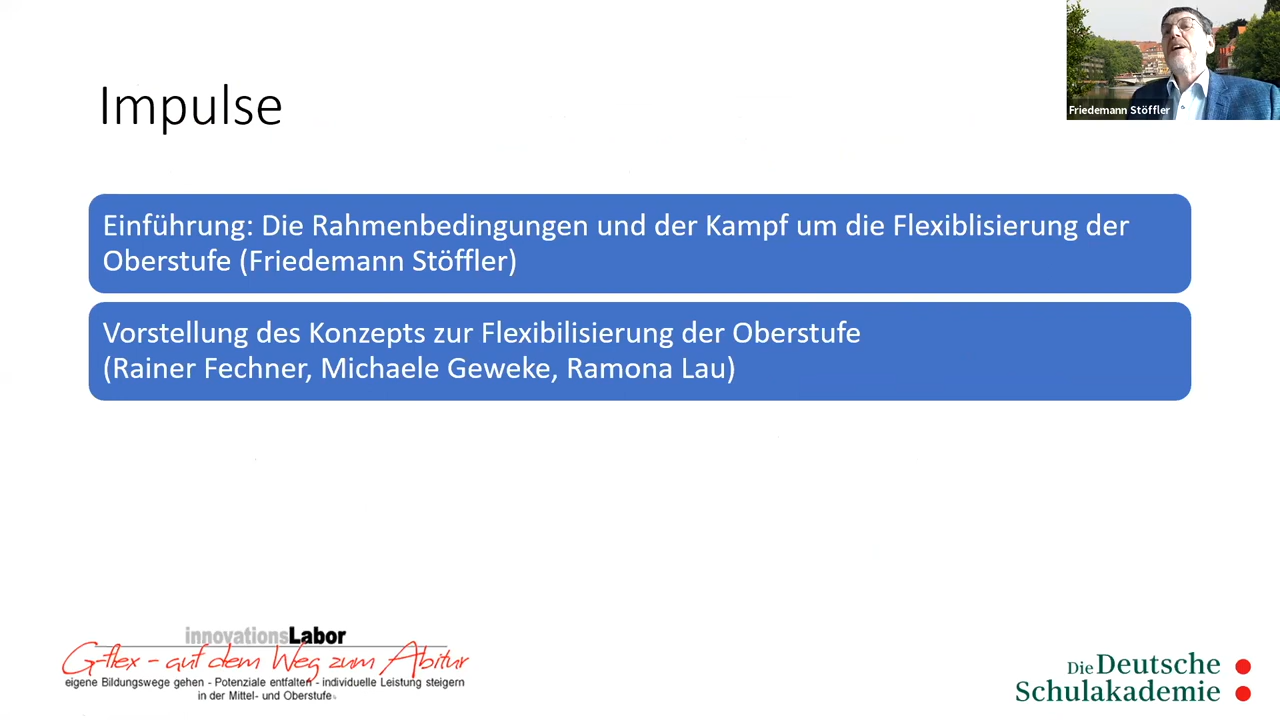 Impulse
Friedemann Stöffler
Einführung: Die Rahmenbedingungen und der Kampf um die Flexiblisierung der
Oberstufe (Friedemann Stöffler)
Vorstellung des Konzepts zur Flexibilisierung der Oberstufe
(Rainer Fechner, Michaele Geweke, Ramona Lau)
innovationsLabor
G-flex - auf dem Weg zum Abitur
eigene Bildungswege gehen - Potenziale entfalten - individuelle Leistung steigern
in der Mittel- und Oberstufe
Die Deutsche
Schulakademie